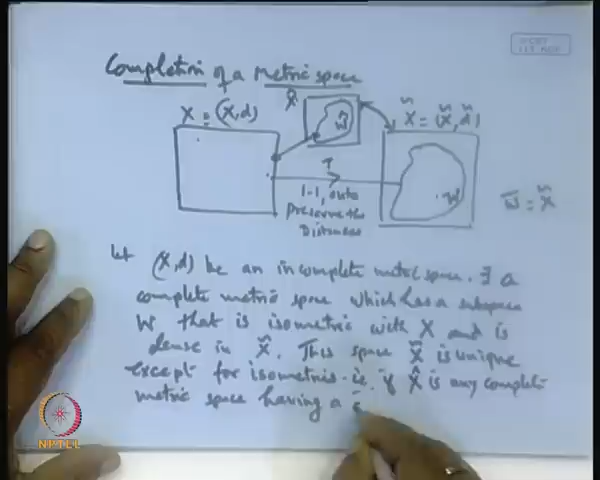 Completion of a Metric space
X = (X, d)
X̂
Ŵ
X̃ = (X̃, d̃)
T
W
1-1, onto
Preserve the
Distances
W̄ = X̃
Let (X, d) be an incomplete metric space. ∃ a
complete metric space which has a subspace
W that is isometric with X and is
dense in X̃. This space X̃ is unique
except for isometries. i.e. if X̂ is any complete
metric space having a
NPTEL